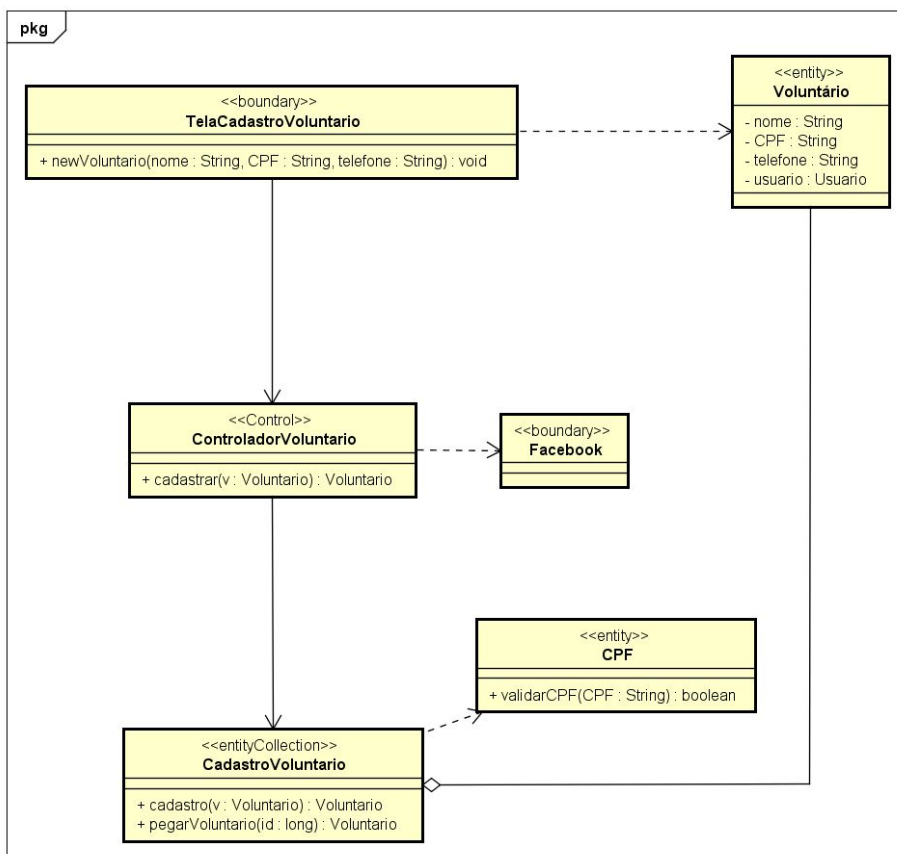 pkg
<<boundary>>
TelaCadastroVoluntario
+ newVoluntario(nome : String, CPF : String, telefone : String) : void
<<entity>>
Voluntário
- nome : String
- CPF : String
- telefone : String
- usuario : Usuario
<<Control>>
ControladorVoluntario
+ cadastrar(v : Voluntario) : Voluntario
<<boundary>>
Facebook
<<entity>>
CPF
+ validarCPF(CPF : String) : boolean
<<entityCollection>>
CadastroVoluntario
+ cadastro(v : Voluntario) : Voluntario
+ pegarVoluntario(id : long) : Voluntario